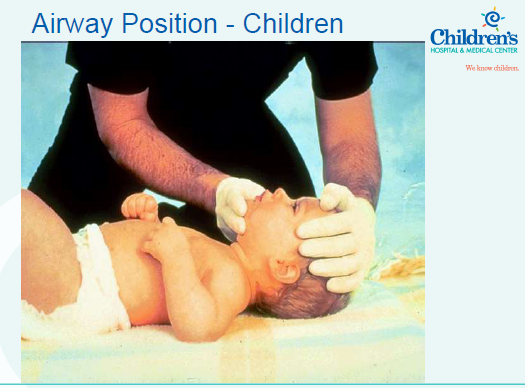 Airway Position - Children
Children's
HOSPITAL & MEDICAL CENTER
We know children.